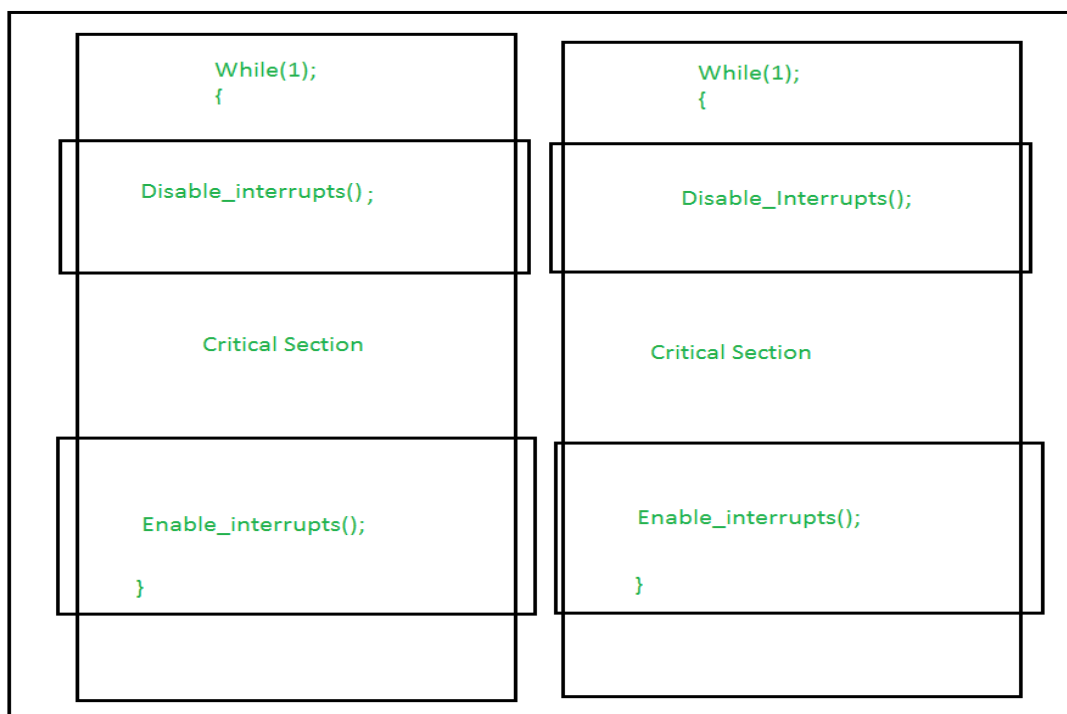 While(1);
{
Disable_interrupts() ;
Critical Section
Enable_interrupts();
}
While(1);
{
Disable_Interrupts();
Critical Section
Enable_interrupts();
}